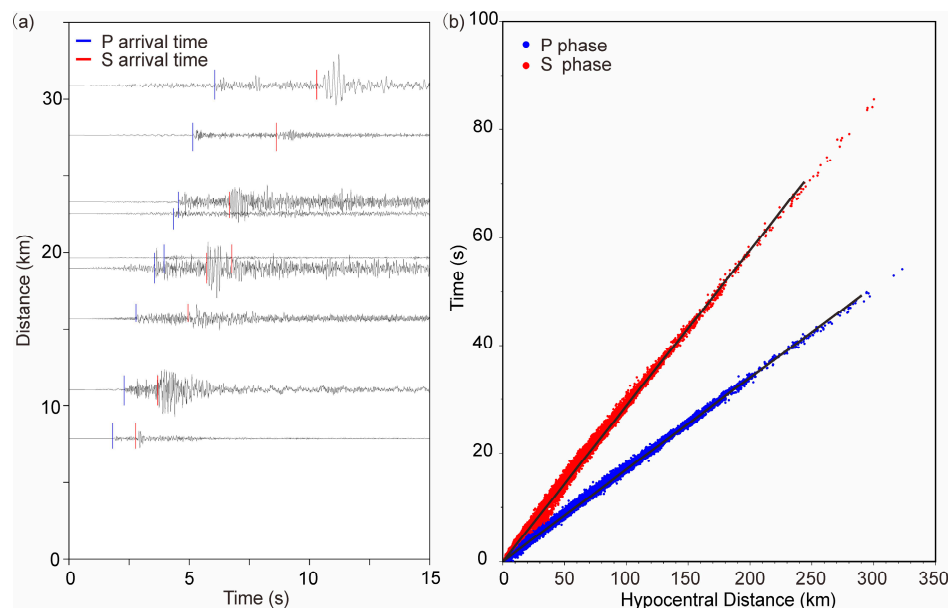 (a)
P arrival time
S arrival time
Distance (km)
30
20
10
0
0
5
10
15
Time (s)
(b)
P phase
S phase
Time (s)
100
80
60
40
20
0
0
50
100
150
200
250
300
350
Hypocentral Distance (km)